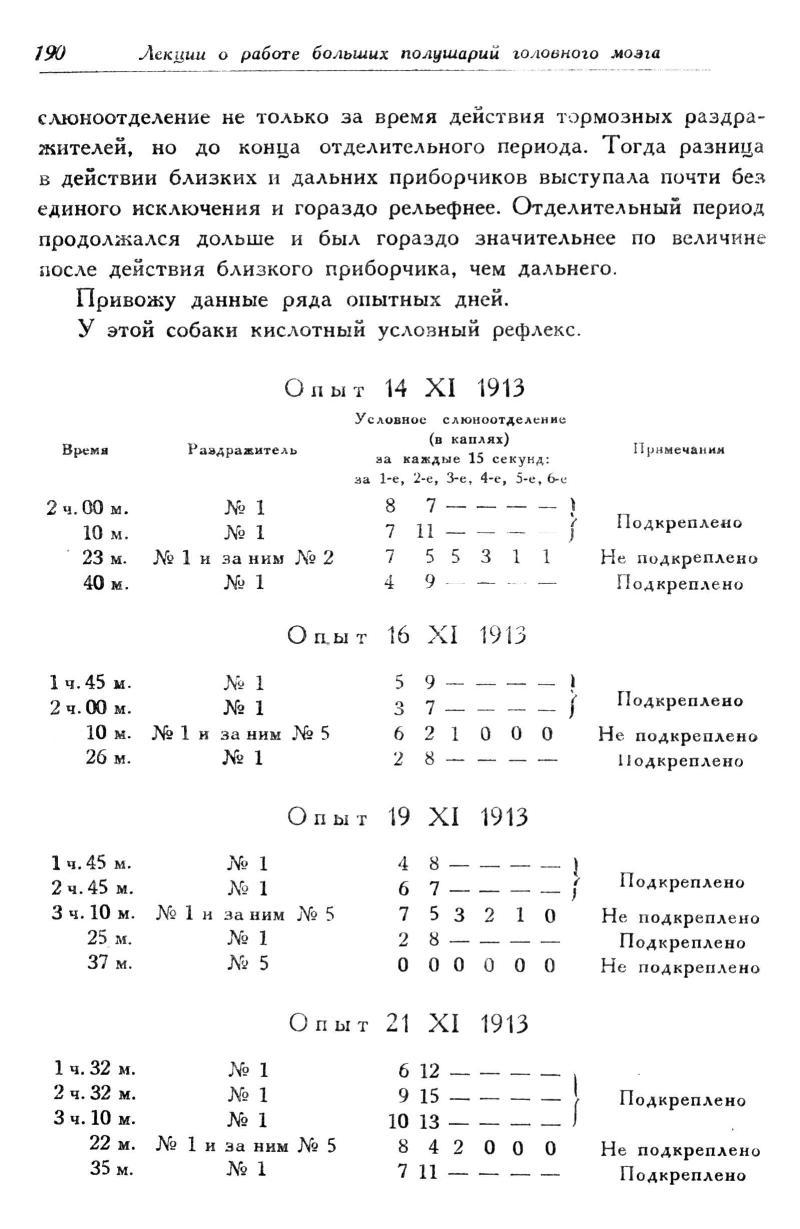 190 Лекции о работе больших полушарий головного мозга
слюноотделение не только за время действия тормозных раздра-
жителей, но до конца отделительного периода. Тогда разница
в действии близких и дальних приборчиков выступала почти без
единого исключения и гораздо рельефнее. Отделительный период
продолжался дольше и был гораздо значительнее по величине
после действия близкого приборчика, чем дальнего.
Привожу данные ряда опытных дней.
У этой собаки кислотный условный рефлекс.
Опыт 14 XI 1913
Время Раздражитель Условное слюноотделение (в каплях) за каждые 15 секунд: Примечания
за 1-е, 2-е, 3-е, 4-е, 5-е, 6-е
2 ч. 00 м. № 1 8 7 — — — — }
10 м. № 1 7 11 — — — — } Подкреплено
23 м. № 1 и за ним № 2 7 5 5 3 1 1 Не подкреплено
40 м. № 1 4 9 — — — — Подкреплено
Опыт 16 XI 1913
1 ч. 45 м. № 1 5 9 — — — — }
2 ч. 00 м. № 1 3 7 — — — — } Подкреплено
10 м. № 1 и за ним № 5 6 2 1 0 0 0 Не подкреплено
26 м. № 1 2 8 — — — — Подкреплено
Опыт 19 XI 1913
1 ч. 45 м. № 1 4 8 — — — — }
2 ч. 45 м. № 1 6 7 — — — — } Подкреплено
3 ч. 10 м. № 1 и за ним № 5 7 5 3 2 1 0 Не подкреплено
25 м. № 1 2 8 — — — — Подкреплено
37 м. № 5 0 0 0 0 0 0 Не подкреплено
Опыт 21 XI 1913
1 ч. 32 м. № 1 6 12 — — — — }
2 ч. 32 м. № 1 9 15 — — — — } Подкреплено
3 ч. 10 м. № 1 10 13 — — — — }
22 м. № 1 и за ним № 5 8 4 2 0 0 0 Не подкреплено
35 м. № 1 7 11 — — — — Подкреплено